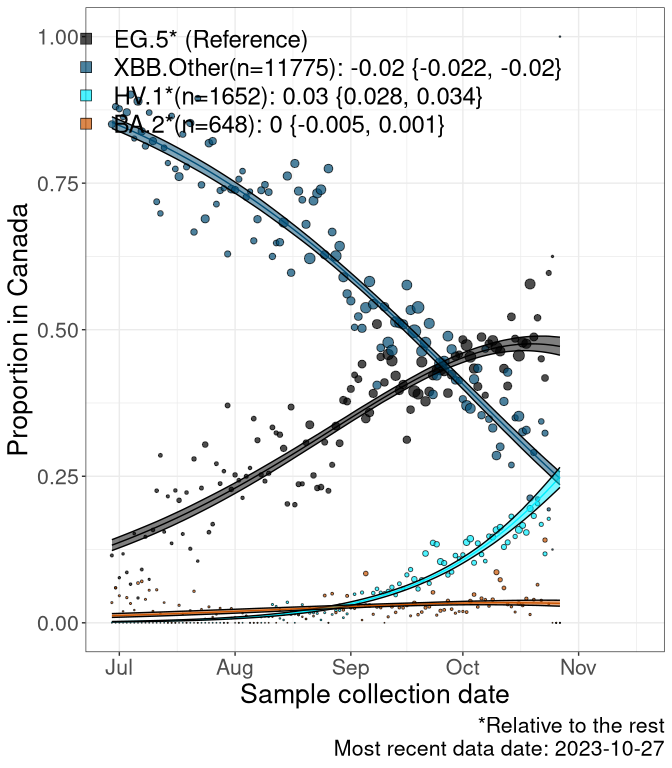 1.00
EG.5* (Reference)
XBB.Other(n=11775): -0.02 {-0.022, -0.02}
HV.1*(n=1652): 0.03 {0.028, 0.034}
BA.2*(n=648): 0 {-0.005, 0.001}
0.75
Proportion in Canada
0.50
0.25
0.00
Jul Aug Sep Oct Nov
Sample collection date
*Relative to the rest
Most recent data date: 2023-10-27